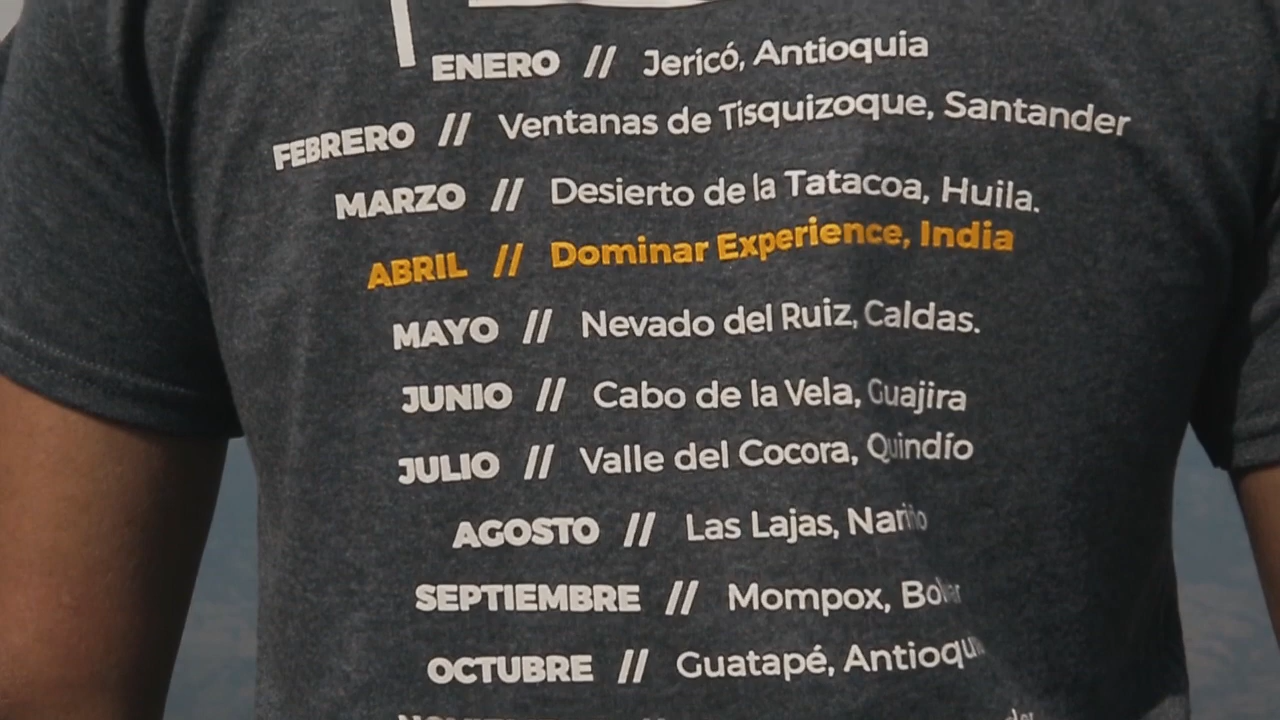 ENERO // Jericó, Antioquia
FEBRERO // Ventanas de Tisquizoque, Santander
MARZO // Desierto de la Tatacoa, Huila.
ABRIL // Dominar Experience, India
MAYO // Nevado del Ruiz, Caldas.
JUNIO // Cabo de la Vela, Guajira
JULIO // Valle del Cocora, Quindío
AGOSTO // Las Lajas, Nariño
SEPTIEMBRE // Mompox,
OCTUBRE // Guatapé,